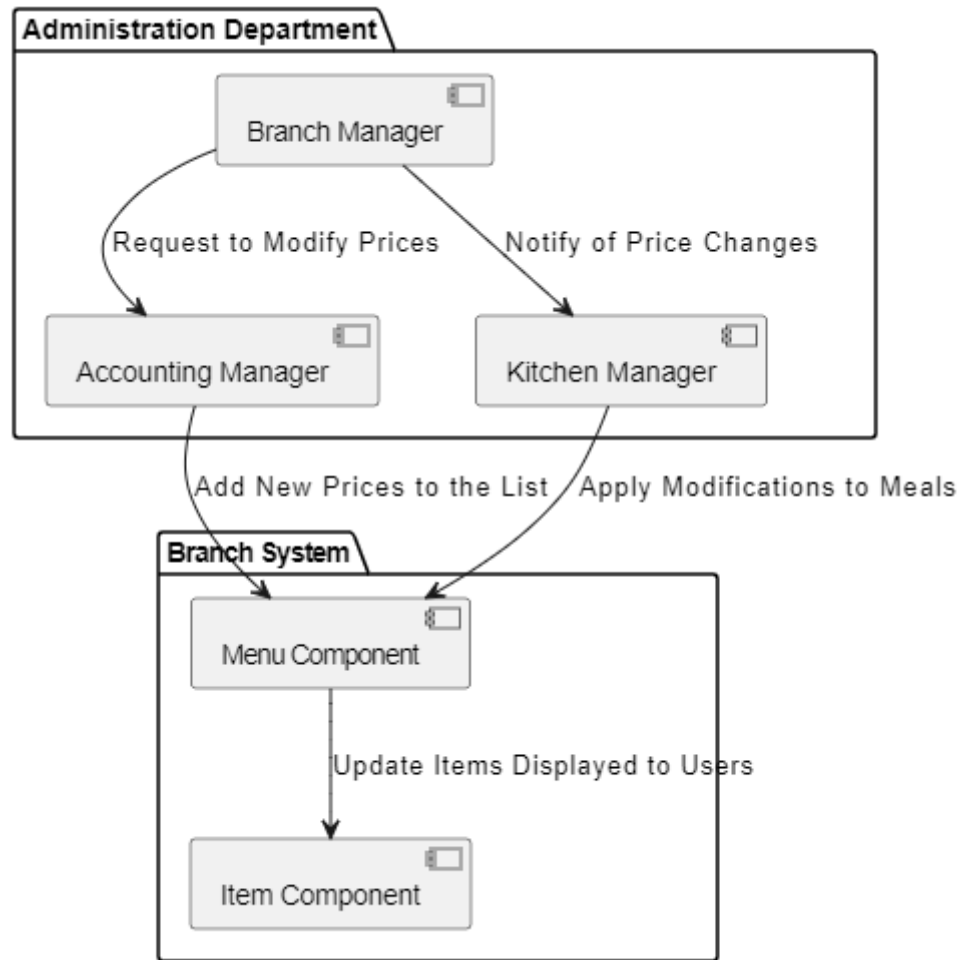 Administration Department
Branch Manager
Request to Modify Prices
Notify of Price Changes
Accounting Manager
Kitchen Manager
Add New Prices to the List
Apply Modifications to Meals
Branch System
Menu Component
Update Items Displayed to Users
Item Component